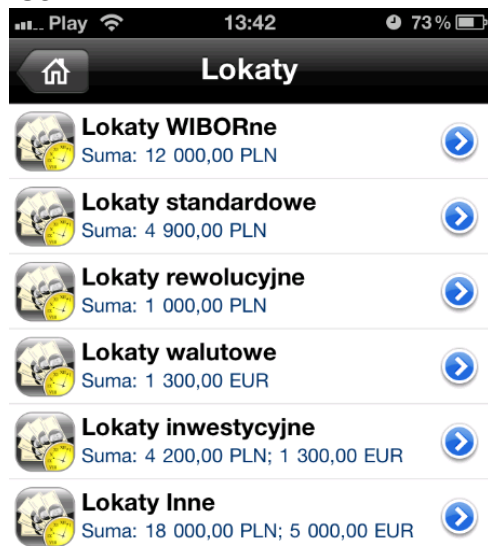 Play 13:42 73%
Lokaty
Lokaty WIBORne
Suma: 12 000,00 PLN
Lokaty standardowe
Suma: 4 900,00 PLN
Lokaty rewolucyjne
Suma: 1 000,00 PLN
Lokaty walutowe
Suma: 1 300,00 EUR
Lokaty inwestycyjne
Suma: 4 200,00 PLN; 1 300,00 EUR
Lokaty Inne
Suma: 18 000,00 PLN; 5 000,00 EUR